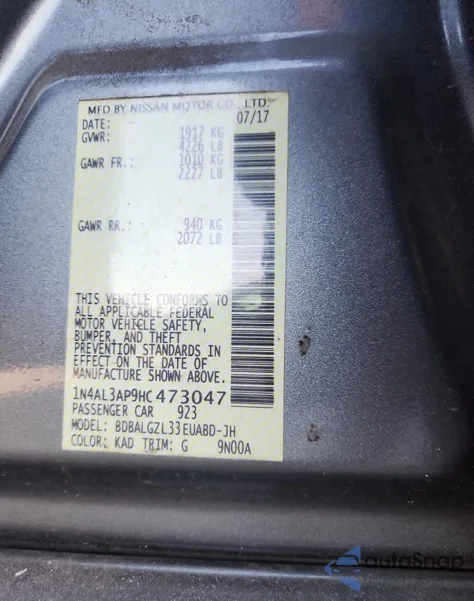 MFD BY NISSAN MOTOR CO., LTD.
DATE: 07/17
GVWR: 1917 KG
4226 LB
GAWR FR.: 1010 KG
2227 LB
GAWR RR.: 940 KG
2072 LB
THIS VEHICLE CONFORMS TO
ALL APPLICABLE FEDERAL
MOTOR VEHICLE SAFETY,
BUMPER, AND THEFT
PREVENTION STANDARDS IN
EFFECT ON THE DATE OF
MANUFACTURE SHOWN ABOVE.
1N4AL3AP9HC473047
PASSENGER CAR 923
MODEL: BDBALGZL33EUABD-JH
COLOR: KAD TRIM: G 9N00A
autoSnap